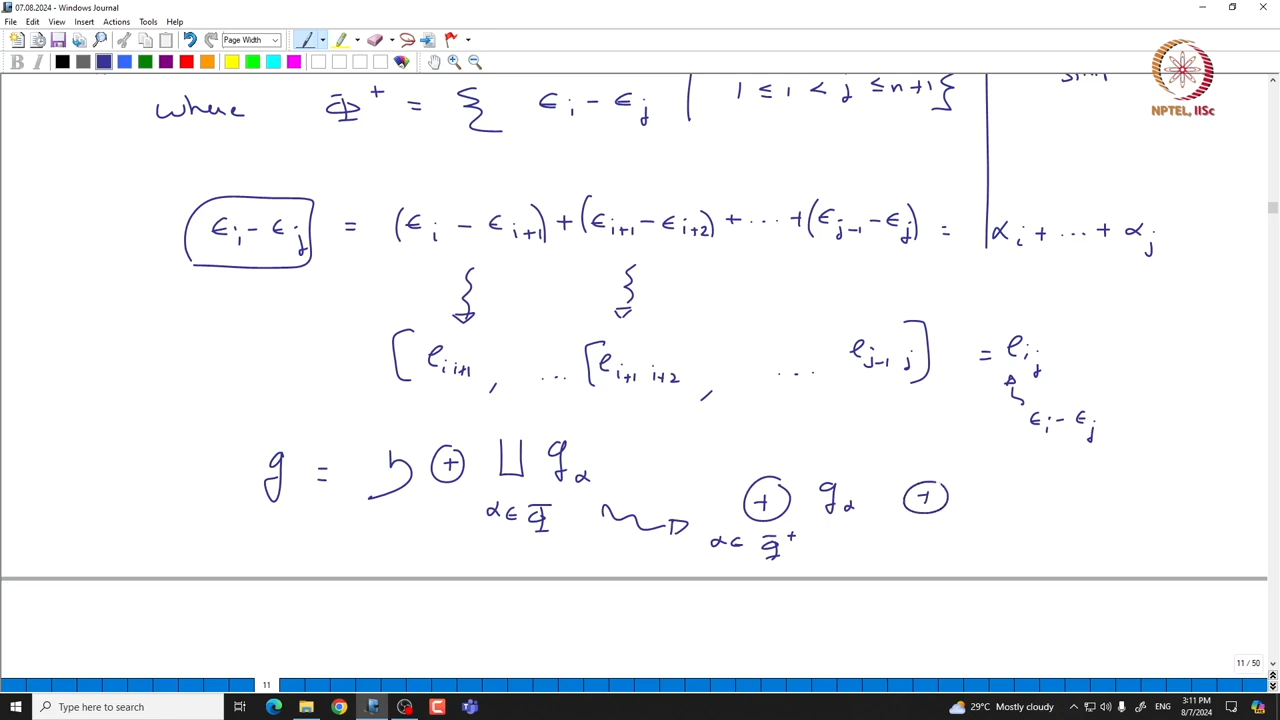 07.08.2024 - Windows Journal
File Edit View Insert Actions Tools Help
Page Width
B I
NPTEL, IISc
where Φ⁺ = { ε_i - ε_j | 1 ≤ i < j ≤ n+1 }
ε_i - ε_j = (ε_i - ε_{i+1}) + (ε_{i+1} - ε_{i+2}) + ··· + (ε_{j-1} - ε_j) = α_i + ··· + α_j
[ e_{i i+1}, ... [ e_{i+1 i+2}, ... e_{j-1 j} ] = e_{ij}
ε_i - ε_j
g = h ⊕ ∐_{α ∈ Φ} g_α ⇝ ⊕_{α ∈ Φ⁺} g_α ⊕
11 / 50
11
Type here to search
29°C Mostly cloudy
3:11 PM
8/7/2024